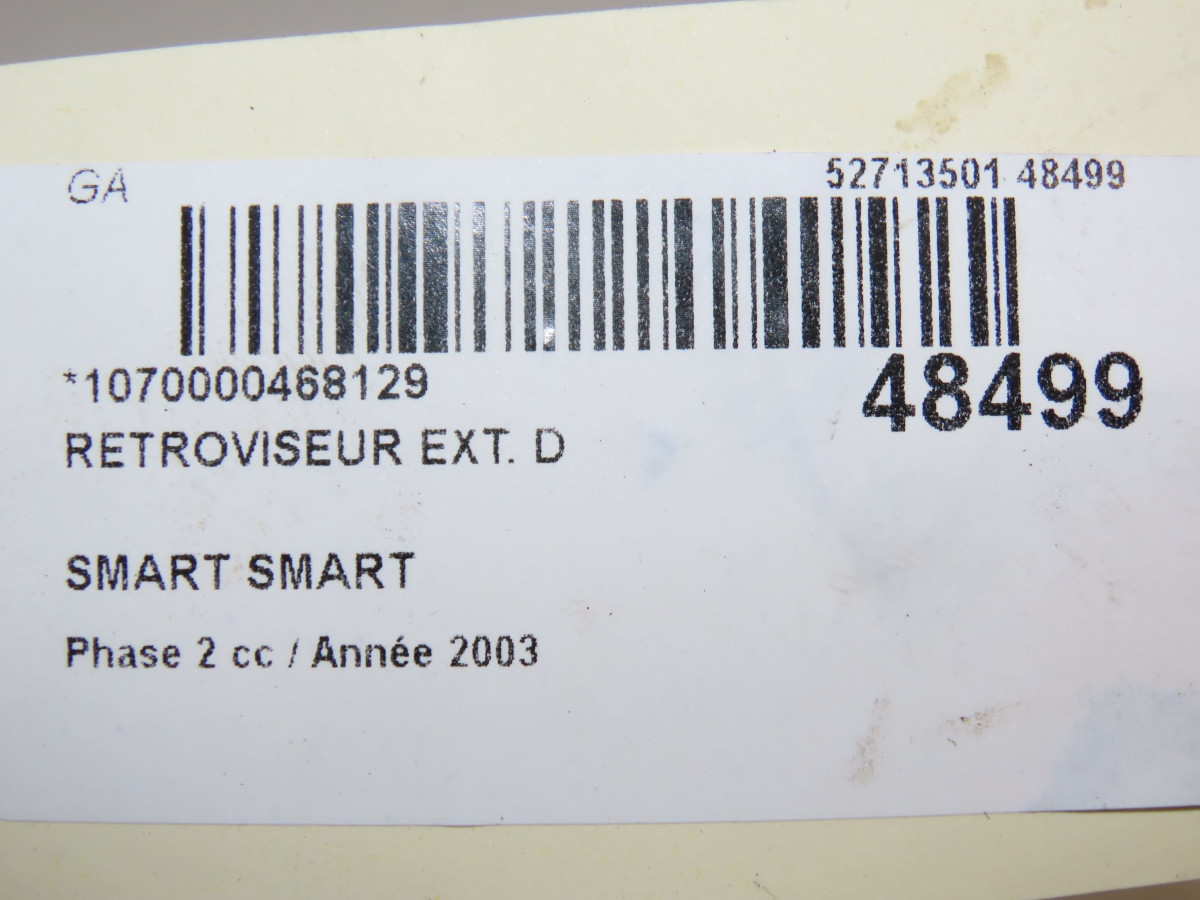 GA
52713501 48499
*1070000468129
48499
RETROVISEUR EXT. D
SMART SMART
Phase 2 cc / Année 2003